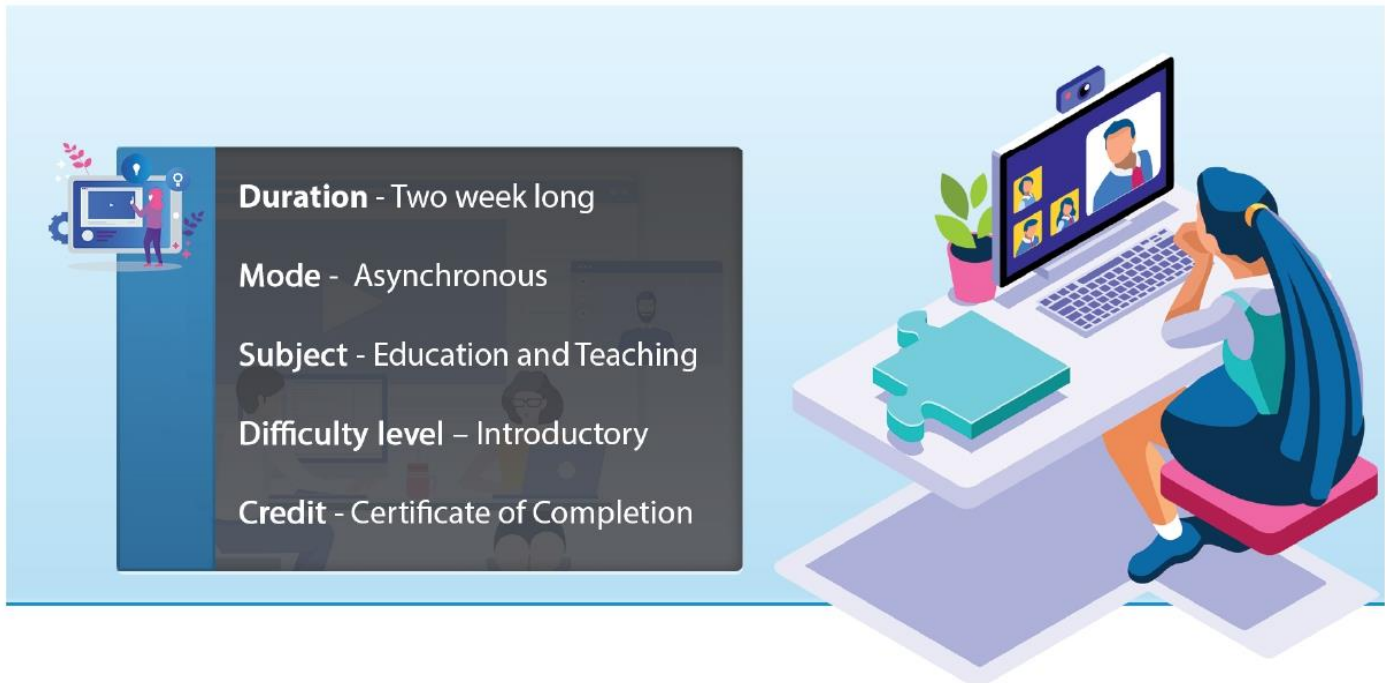 Duration - Two week long
Mode - Asynchronous
Subject - Education and Teaching
Difficulty level – Introductory
Credit - Certificate of Completion